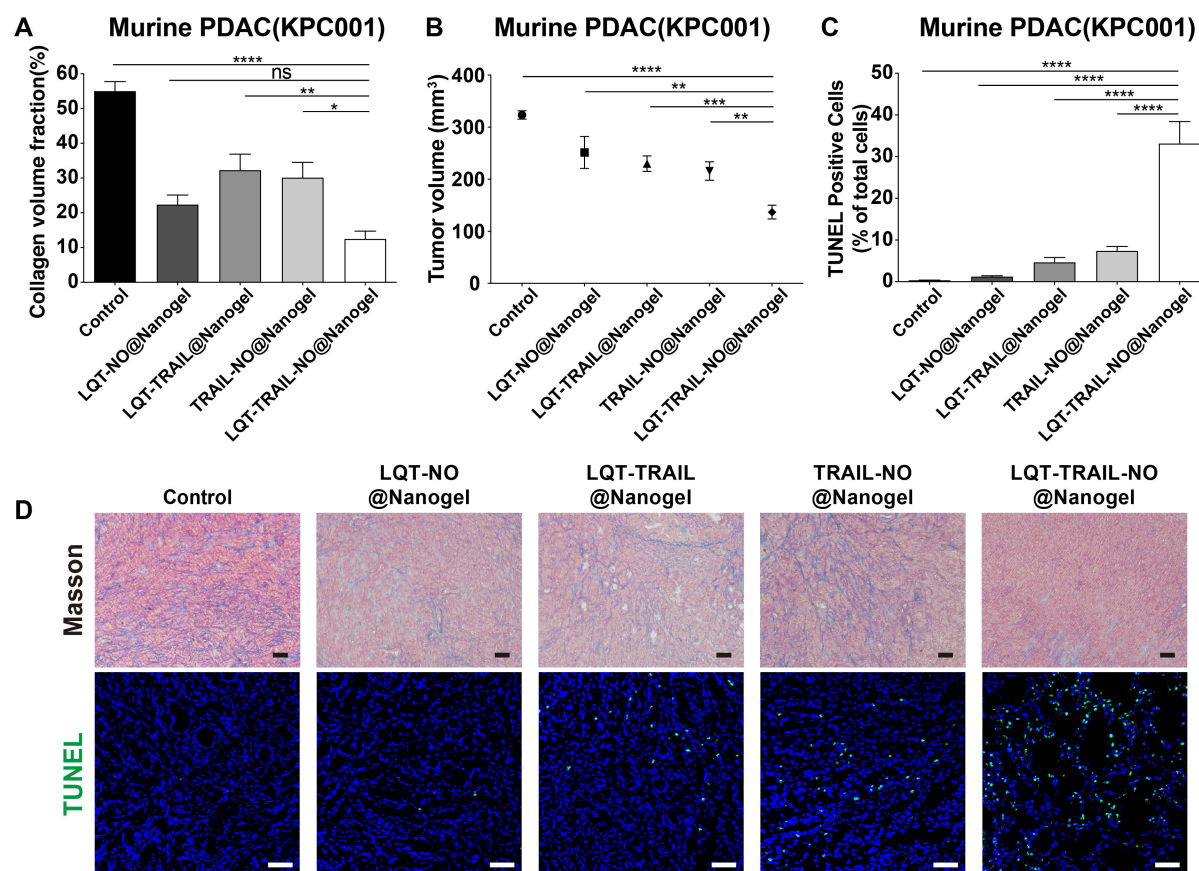 A
Murine PDAC(KPC001)
Collagen volume fraction(%)
60
50
40
30
20
10
0
****
ns
**
*
Control
LQT-NO@Nanogel
LQT-TRAIL@Nanogel
TRAIL-NO@Nanogel
LQT-TRAIL-NO@Nanogel
B
Murine PDAC(KPC001)
Tumor volume (mm³)
400
300
200
100
0
****
**
***
**
Control
LQT-NO@Nanogel
LQT-TRAIL@Nanogel
TRAIL-NO@Nanogel
LQT-TRAIL-NO@Nanogel
C
Murine PDAC(KPC001)
TUNEL Positive Cells
(% of total cells)
50
40
30
20
10
0
****
****
****
****
Control
LQT-NO@Nanogel
LQT-TRAIL@Nanogel
TRAIL-NO@Nanogel
LQT-TRAIL-NO@Nanogel
D
Control
LQT-NO
@Nanogel
LQT-TRAIL
@Nanogel
TRAIL-NO
@Nanogel
LQT-TRAIL-NO
@Nanogel
Masson
TUNEL